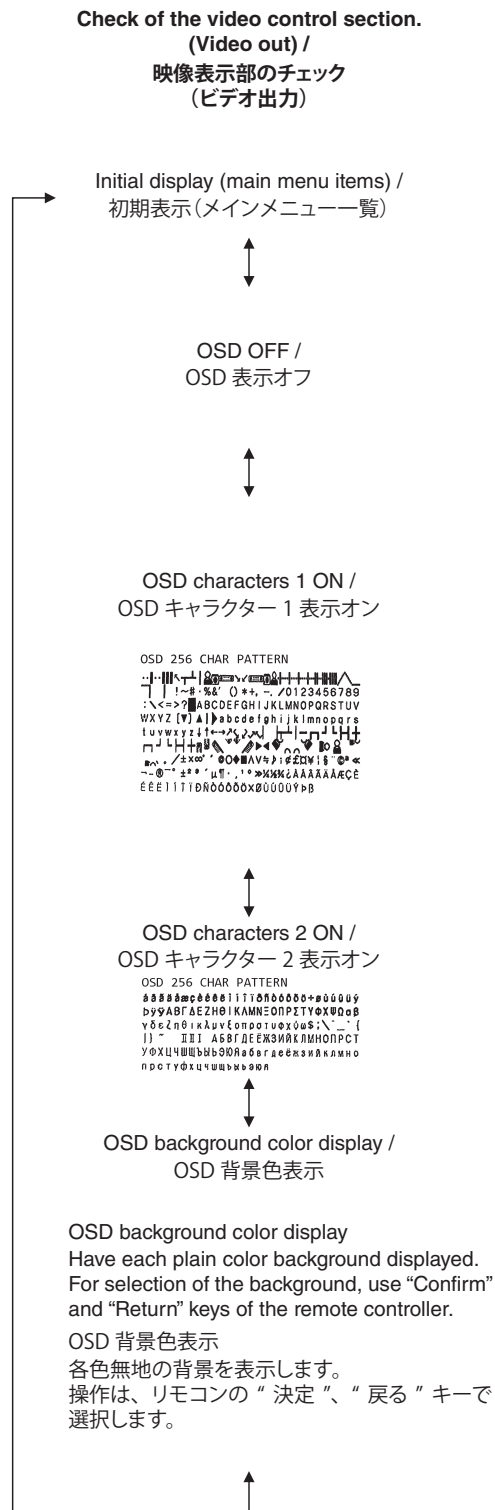 Check of the video control section.
(Video out) /
映像表示部のチェック
（ビデオ出力）
Initial display (main menu items) /
初期表示（メインメニュー一覧）
OSD OFF /
OSD 表示オフ
OSD characters 1 ON /
OSD キャラクター 1 表示オン
OSD 256 CHAR PATTERN
OSD characters 2 ON /
OSD キャラクター 2 表示オン
OSD 256 CHAR PATTERN
OSD background color display /
OSD 背景色表示
OSD background color display
Have each plain color background displayed.
For selection of the background, use “Confirm”
and “Return” keys of the remote controller.
OSD 背景色表示
各色無地の背景を表示します。
操作は、リモコンの “ 決定 ”、“ 戻る ” キーで
選択します。